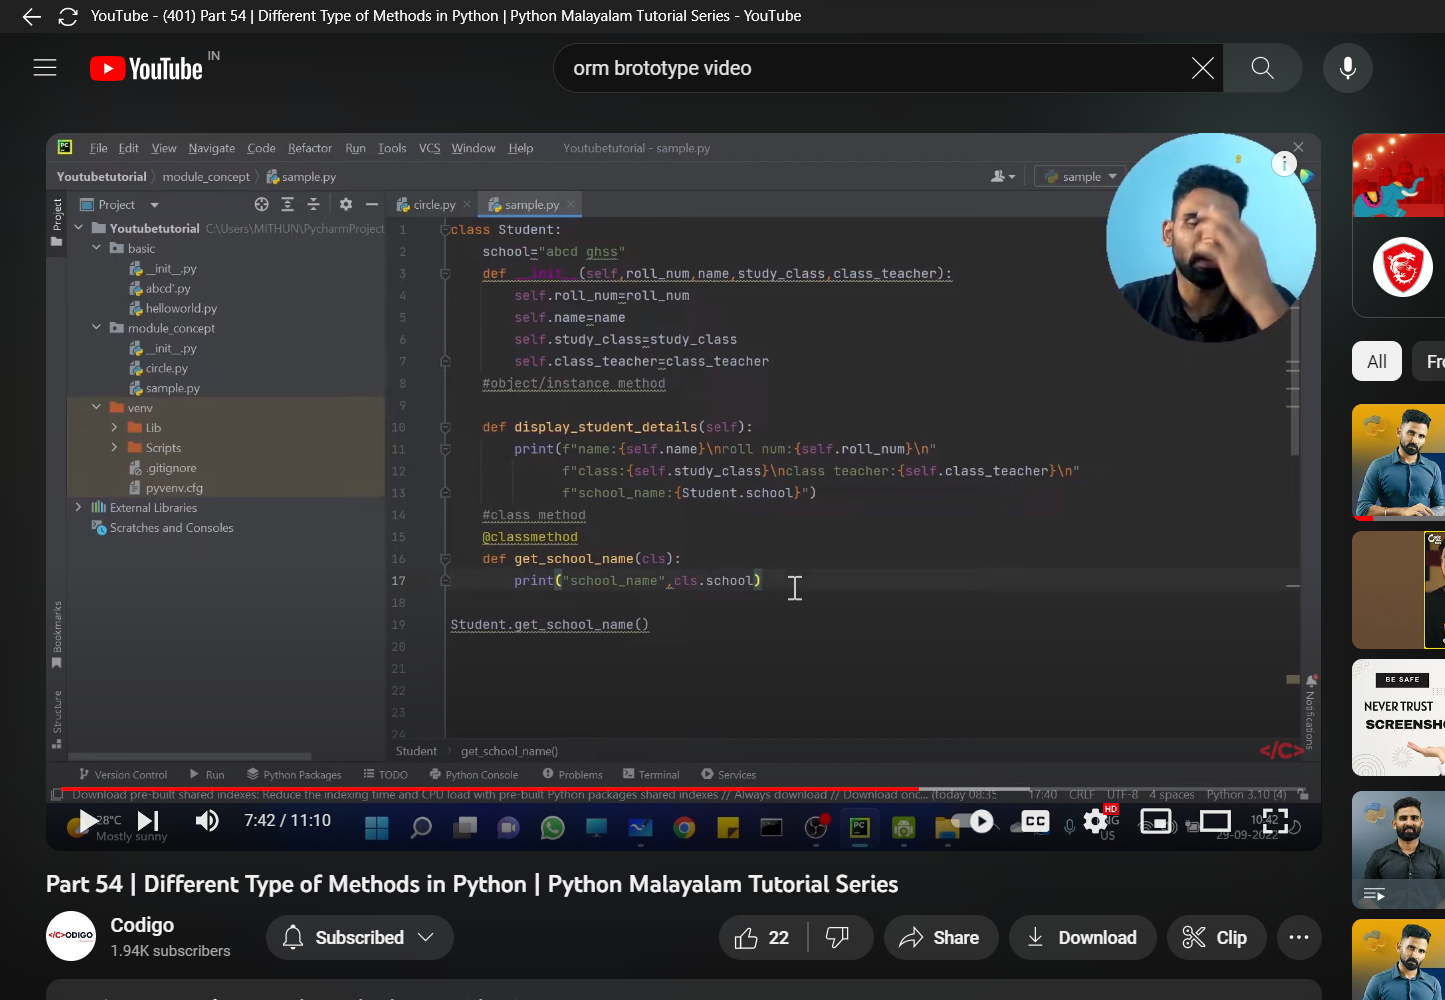 YouTube - (401) Part 54 | Different Type of Methods in Python | Python Malayalam Tutorial Series - YouTube
YouTube IN
orm brototype video
File Edit View Navigate Code Refactor Run Tools VCS Window Help Youtubetutorial - sample.py
Youtubetutorial module_concept sample.py
sample
Project
Project
circle.py
sample.py
Youtubetutorial C:\Users\MITHUN\PycharmProject
basic
__init__.py
abcd'.py
helloworld.py
module_concept
__init__.py
circle.py
sample.py
venv
Lib
Scripts
.gitignore
pyvenv.cfg
External Libraries
Scratches and Consoles
1 class Student:
2 school="abcd ghss"
3 def __init__(self,roll_num,name,study_class,class_teacher):
4 self.roll_num=roll_num
5 self.name=name
6 self.study_class=study_class
7 self.class_teacher=class_teacher
8 #object/instance method
9
10 def display_student_details(self):
11 print(f"name:{self.name}\nroll num:{self.roll_num}\n"
12 f"class:{self.study_class}\nclass teacher:{self.class_teacher}\n"
13 f"school_name:{Student.school}")
14 #class method
15 @classmethod
16 def get_school_name(cls):
17 print("school_name",cls.school)
18
19 Student.get_school_name()
20
21
22
23
24
Bookmarks
Structure
Notifications
Student get_school_name()
</C>
Version Control Run Python Packages TODO Python Console Problems Terminal Services
Download pre-built shared indexes: Reduce the indexing time and CPU load with pre-built Python packages shared indexes // Always download // Download onc... (today 08:35 17:40 CRLF UTF-8 4 spaces Python 3.10 (4)
28°C
Mostly sunny
7:42 / 11:10
PC
CC
HD
US
10:42
29-09-2022
Part 54 | Different Type of Methods in Python | Python Malayalam Tutorial Series
</C>ODIGO
Codigo
1.94K subscribers
Subscribed
22
Share
Download
Clip
All
BE SAFE
NEVER TRUST